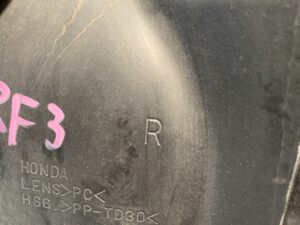 RF3
R
HONDA
LENS>PC<
HSG.>PP-TD30<